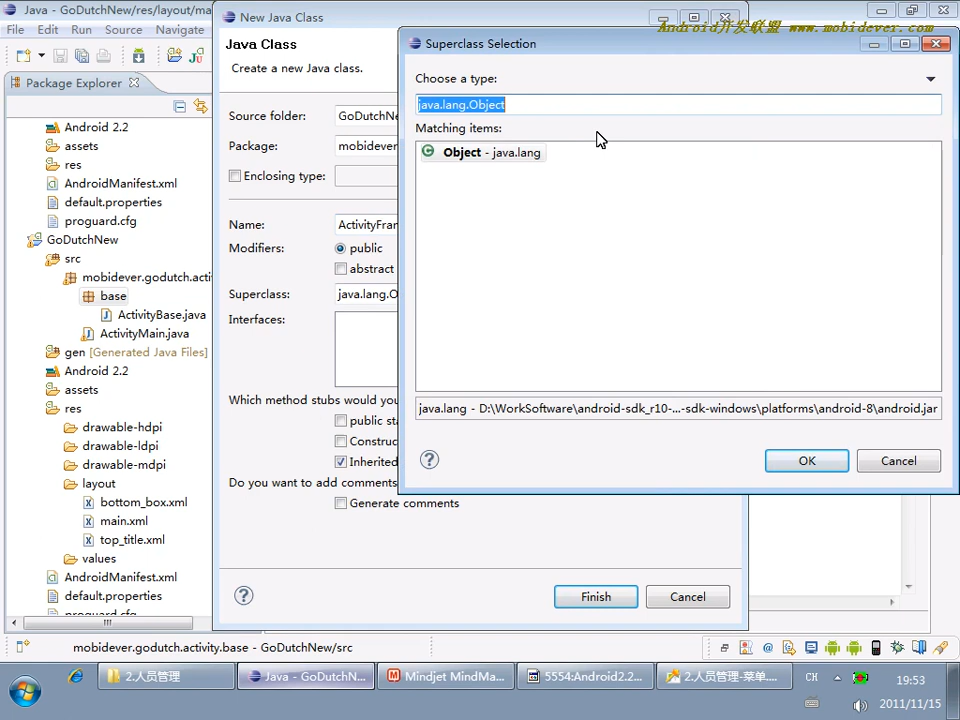 Java - GoDutchNew/res/layout/ma
File Edit Run Source Navigate
Package Explorer
Android 2.2
assets
res
AndroidManifest.xml
default.properties
proguard.cfg
GoDutchNew
src
mobidever.godutch.acti
base
ActivityBase.java
ActivityMain.java
gen [Generated Java Files]
Android 2.2
assets
res
drawable-hdpi
drawable-ldpi
drawable-mdpi
layout
bottom_box.xml
main.xml
top_title.xml
values
AndroidManifest.xml
default.properties
proguard.cfg
New Java Class
Java Class
Create a new Java class.
Source folder: GoDutchNe
Package: mobidever
Enclosing type:
Name: ActivityFran
Modifiers: public
abstract
Superclass: java.lang.O
Interfaces:
Which method stubs would you
public sta
Construc
Inherited
Do you want to add comments
Generate comments
Finish Cancel
Android开发联盟 www.mobidever.com
Superclass Selection
Choose a type:
java.lang.Object
Matching items:
Object - java.lang
java.lang - D:\WorkSoftware\android-sdk_r10-...-sdk-windows\platforms\android-8\android.jar
OK Cancel
mobidever.godutch.activity.base - GoDutchNew/src
2.人员管理
Java - GoDutchN...
Mindjet MindMa...
5554:Android2.2...
2.人员管理-菜单....
CH
19:53
2011/11/15